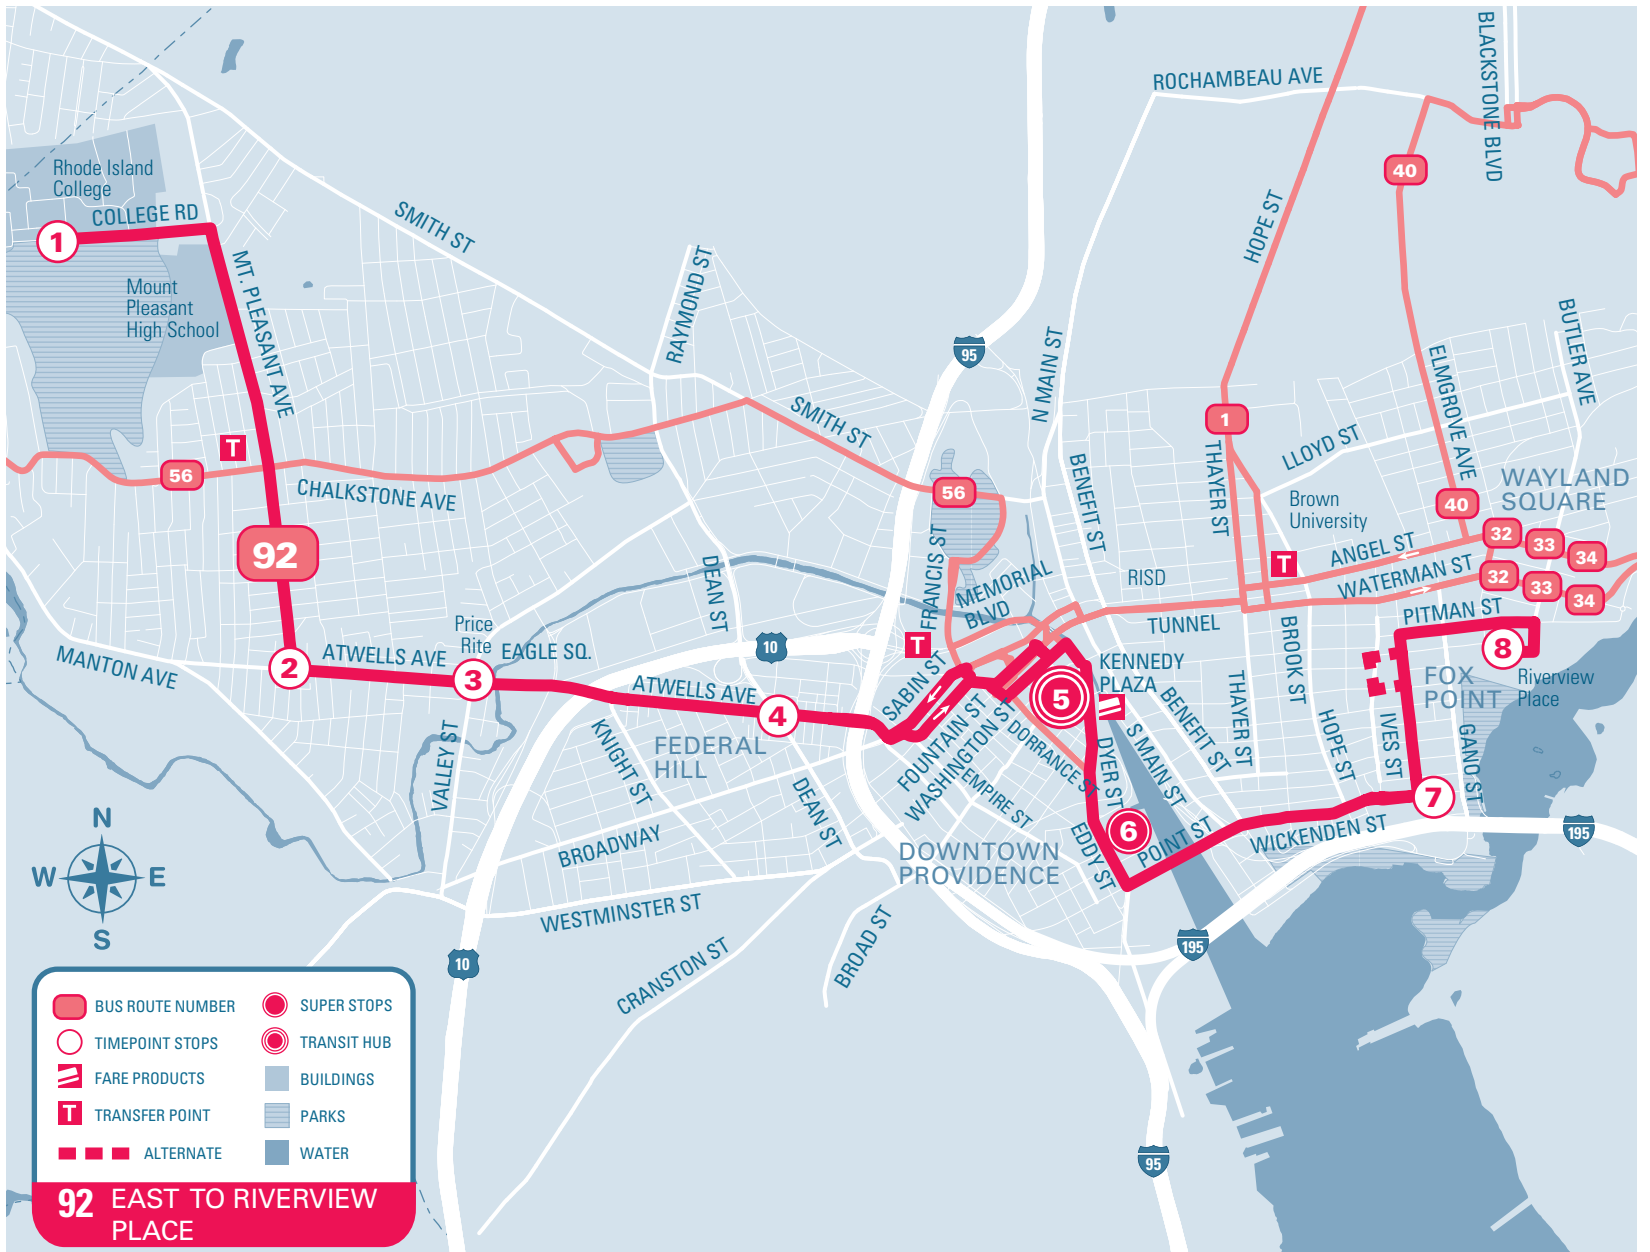 ROCHAMBEAU AVE
BLACKSTONE BLVD
40
Rhode Island
College
COLLEGE RD
1
SMITH ST
HOPE ST
MT. PLEASANT AVE
Mount
Pleasant
High School
RAYMOND ST
95
N MAIN ST
BUTLER AVE
ELMGROVE AVE
SMITH ST
1
LLOYD ST
THAYER ST
T
56
CHALKSTONE AVE
56
BENEFIT ST
Brown
University
WAYLAND
SQUARE
40
32
33
34
92
ANGEL ST
T
WATERMAN ST
32
33
34
DEAN ST
FRANCIS ST
MEMORIAL
BLVD
RISD
TUNNEL
PITMAN ST
8
Riverview
Place
FOX
POINT
Price
Rite
EAGLE SQ.
MANTON AVE
2
ATWELLS AVE
3
10
T
ATWELLS AVE
4
SABIN ST
KENNEDY
PLAZA
5
BROOK ST
THAYER ST
BENEFIT ST
HOPE ST
IVES ST
GANO ST
VALLEY ST
KNIGHT ST
FEDERAL
HILL
FOUNTAIN ST
WASHINGTON ST
DORRANCE ST
EMPIRE ST
DYER ST
S MAIN ST
DEAN ST
BROADWAY
DOWNTOWN
PROVIDENCE
EDDY ST
6
POINT ST
WICKENDEN ST
7
195
N
W
E
S
WESTMINSTER ST
CRANSTON ST
BROAD ST
10
195
95
BUS ROUTE NUMBER
SUPER STOPS
TIMEPOINT STOPS
TRANSIT HUB
FARE PRODUCTS
BUILDINGS
T
TRANSFER POINT
PARKS
ALTERNATE
WATER
92 EAST TO RIVERVIEW
PLACE